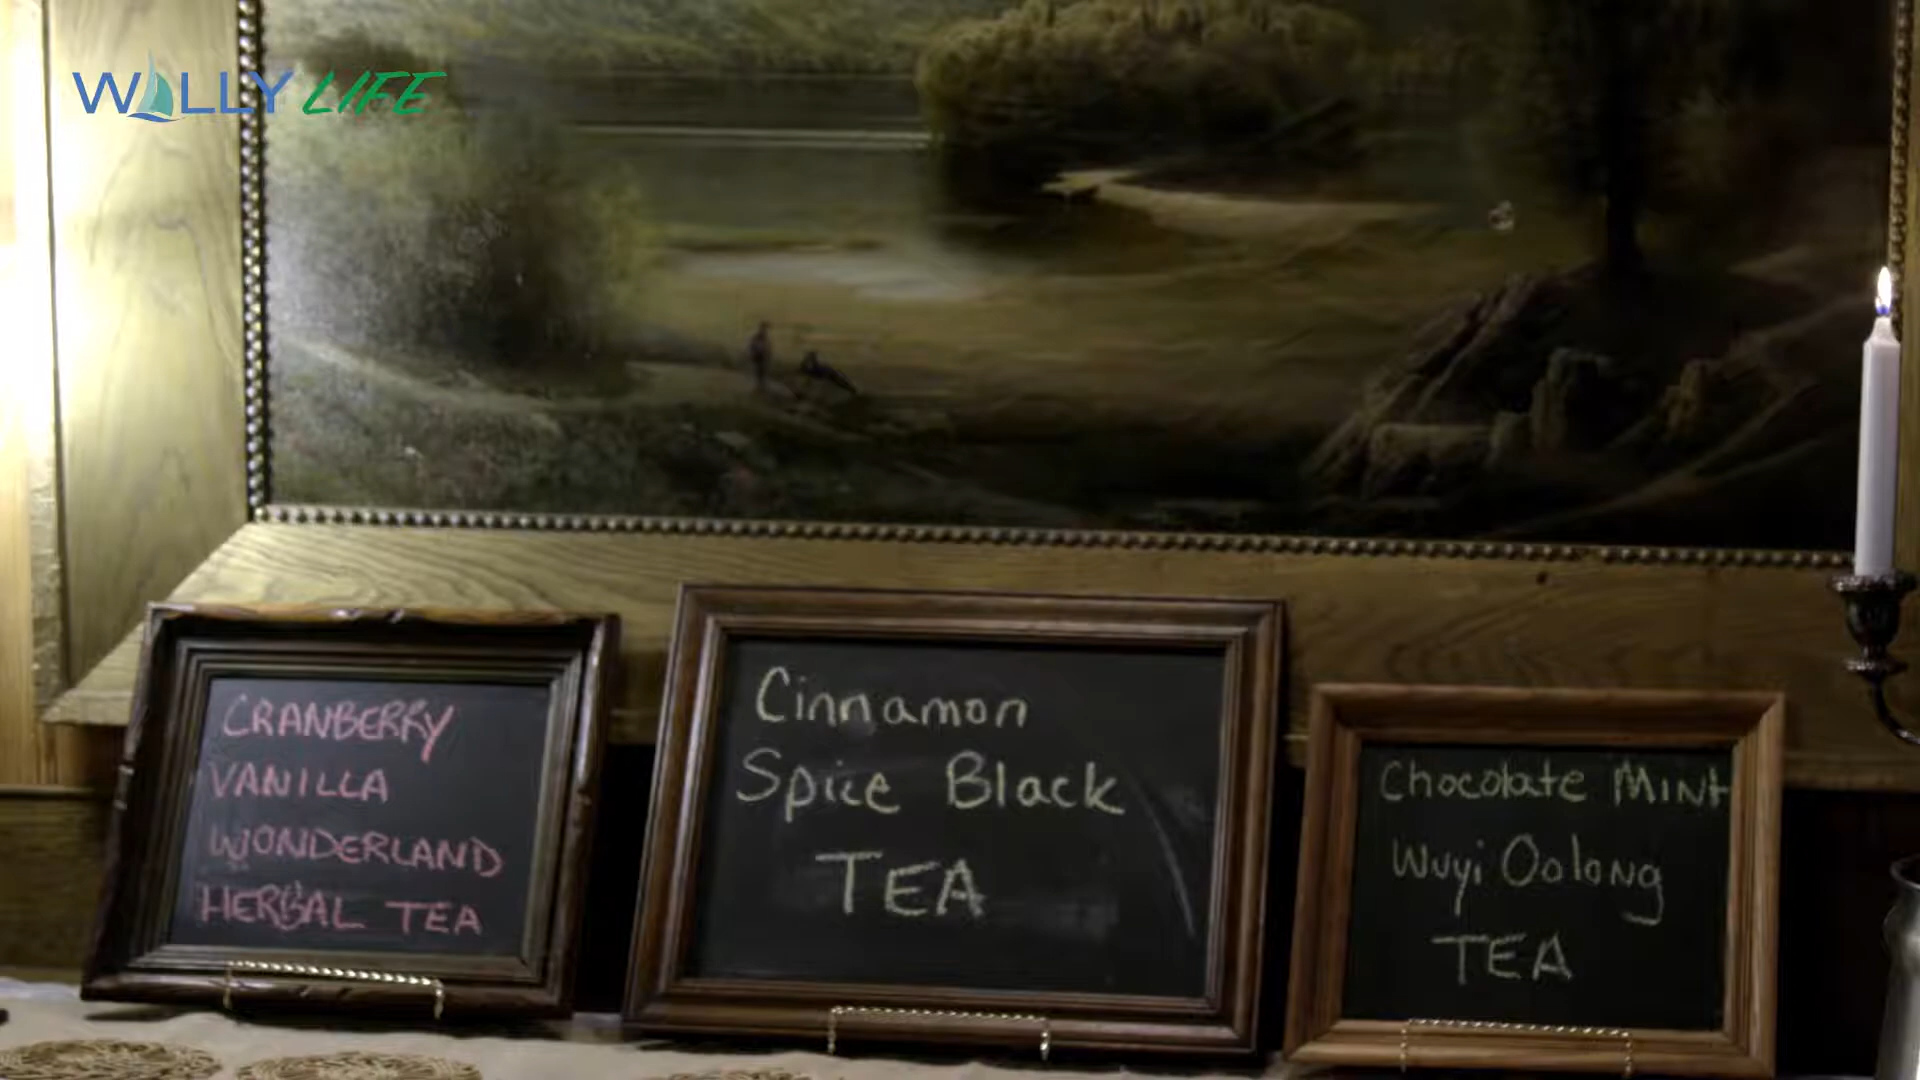 WALLY LIFE
CRANBERRY
VANILLA
WONDERLAND
HERBAL TEA
Cinnamon
Spice Black
TEA
Chocolate Mint
Wuyi Oolong
TEA